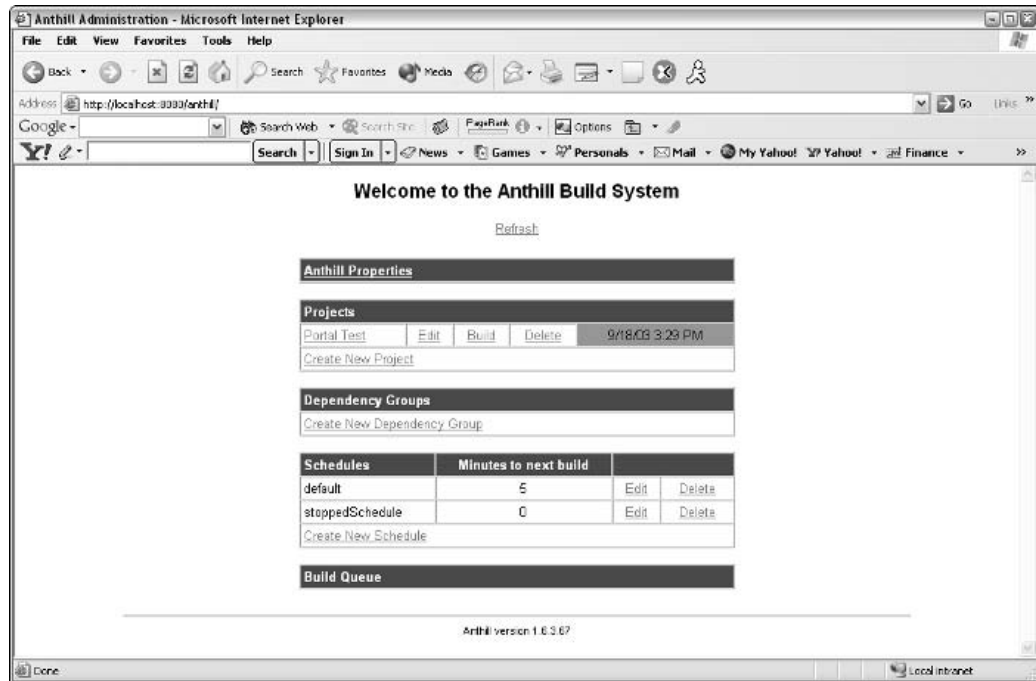 Anthill Administration - Microsoft Internet Explorer
File Edit View Favorites Tools Help
Back Search Favorites Media
Address http://localhost:8080/anthill/ Go Links »
Google Search Web Search Site PageRank Options
Y! Search Sign In News Games Personals Mail My Yahoo! Y? Yahoo! Finance »
Welcome to the Anthill Build System
Refresh
Anthill Properties
Projects
Portal Test Edit Build Delete 9/18/03 3:29 PM
Create New Project
Dependency Groups
Create New Dependency Group
Schedules Minutes to next build
default 5 Edit Delete
stoppedSchedule 0 Edit Delete
Create New Schedule
Build Queue
Anthill version 1.6.3.67
Done Local intranet